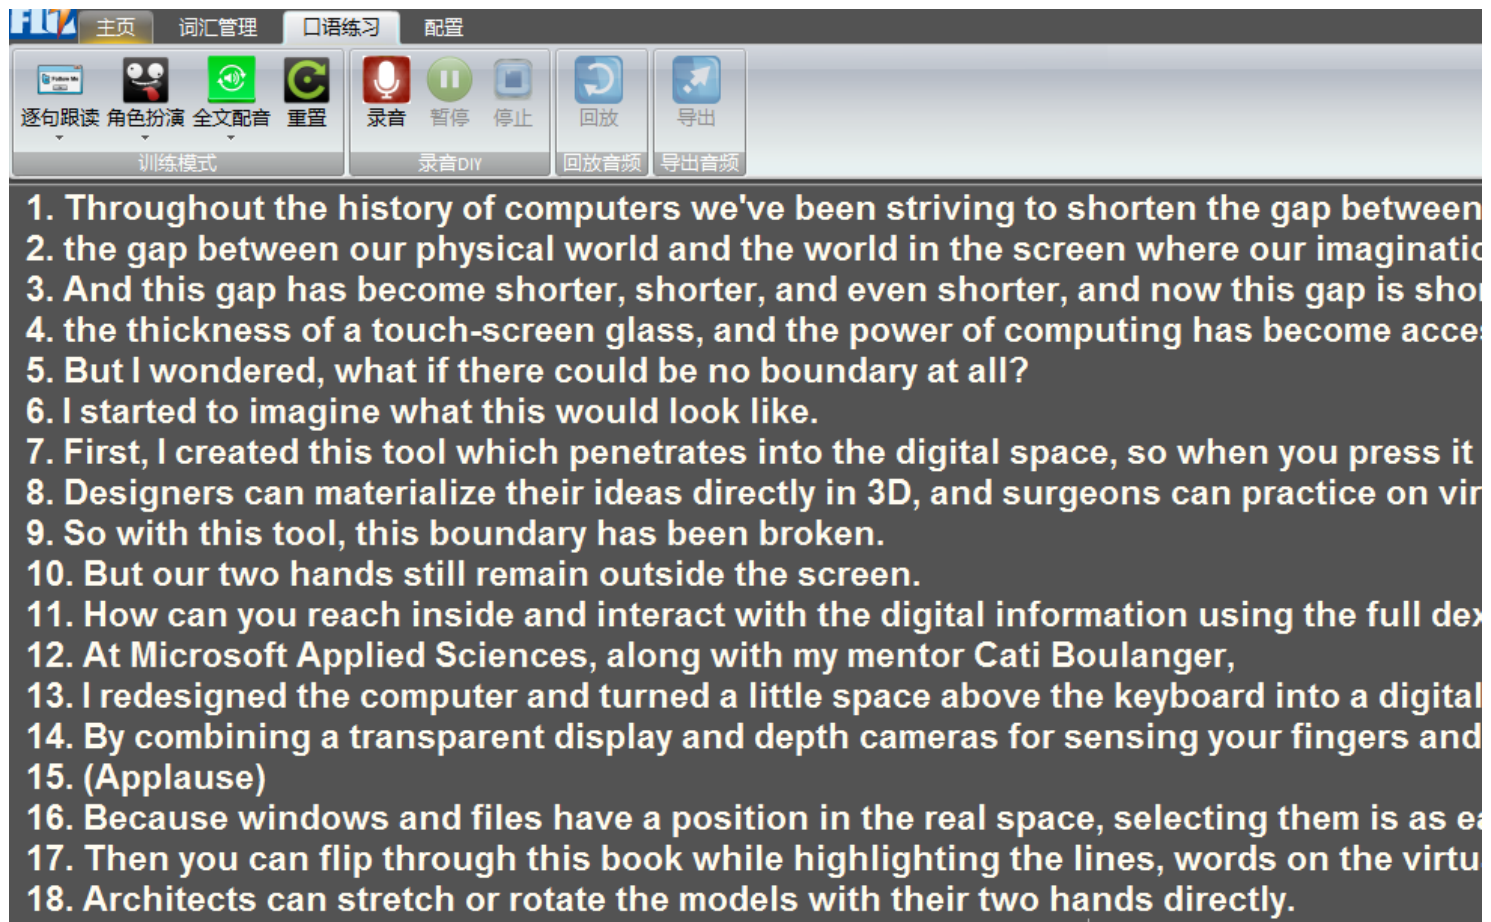 FLIZ 主页 词汇管理 口语练习 配置
Follow Me
逐句跟读 角色扮演 全文配音 重置 录音 暂停 停止 回放 导出
训练模式 录音DIY 回放音频 导出音频
1. Throughout the history of computers we've been striving to shorten the gap between
2. the gap between our physical world and the world in the screen where our imaginatio
3. And this gap has become shorter, shorter, and even shorter, and now this gap is shor
4. the thickness of a touch-screen glass, and the power of computing has become acces
5. But I wondered, what if there could be no boundary at all?
6. I started to imagine what this would look like.
7. First, I created this tool which penetrates into the digital space, so when you press it
8. Designers can materialize their ideas directly in 3D, and surgeons can practice on vir
9. So with this tool, this boundary has been broken.
10. But our two hands still remain outside the screen.
11. How can you reach inside and interact with the digital information using the full dex
12. At Microsoft Applied Sciences, along with my mentor Cati Boulanger,
13. I redesigned the computer and turned a little space above the keyboard into a digital
14. By combining a transparent display and depth cameras for sensing your fingers and
15. (Applause)
16. Because windows and files have a position in the real space, selecting them is as ea
17. Then you can flip through this book while highlighting the lines, words on the virtu
18. Architects can stretch or rotate the models with their two hands directly.